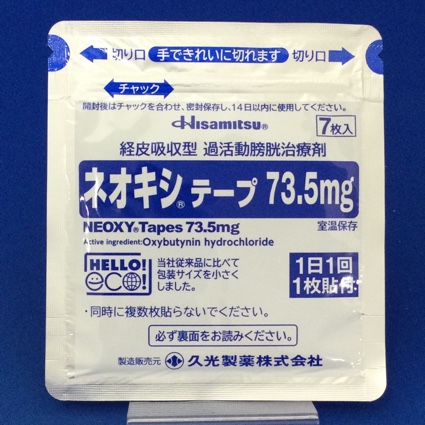 切り口 手できれいに切れます 切り口
チャック
開封後はチャックを合わせ、密封保存し、14日以内に使用してください。
Hisamitsu® 7枚入
経皮吸収型 過活動膀胱治療剤
ネオキシ®テープ 73.5mg
NEOXY®Tapes 73.5mg 室温保存
Active ingredient:Oxybutynin hydrochloride
HELLO!
eco!
当社従来品に比べて
包装サイズを小さく
しました。
1日1回
1枚貼付
・同時に複数枚貼らないでください。
必ず裏面をお読みください。
製造販売元 久光製薬株式会社